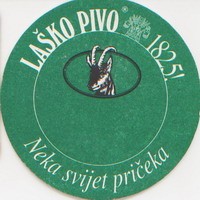 LAŠKO PIVO® 1825!
Neka svijet pričeka